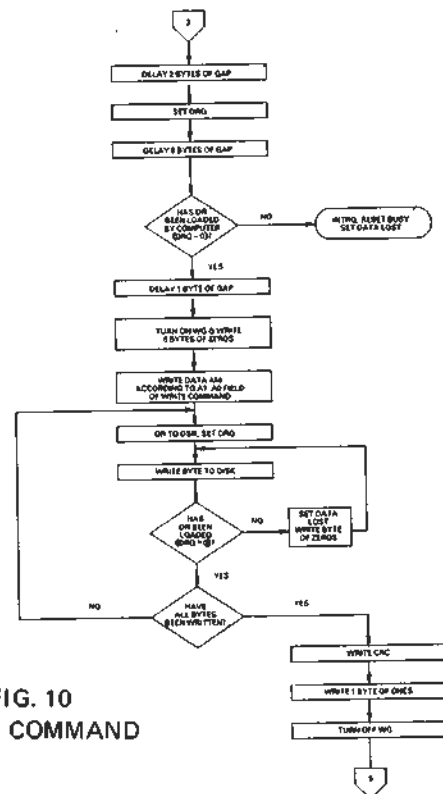 DELAY 2 BYTES OF GAP
SET DRQ
DELAY 8 BYTES OF GAP
HAS DR
BEEN LOADED
BY COMPUTER
(DRQ = 0)?
NO
INTRQ, RESET BUSY
SET DATA LOST
YES
DELAY 1 BYTE OF GAP
TURN ON WG & WRITE
6 BYTES OF ZEROS
WRITE DATA AM
ACCORDING TO A1, A0 FIELD
OF WRITE COMMAND
DR TO DSR, SET DRQ
WRITE BYTE TO DISK
HAS
DR BEEN
LOADED
(DRQ = 0)?
NO
SET DATA
LOST
WRITE BYTE
OF ZEROS
YES
HAVE
ALL BYTES
BEEN WRITTEN?
NO
YES
WRITE CRC
WRITE 1 BYTE OF ONES
TURN OFF WG
5
FIG. 10
COMMAND